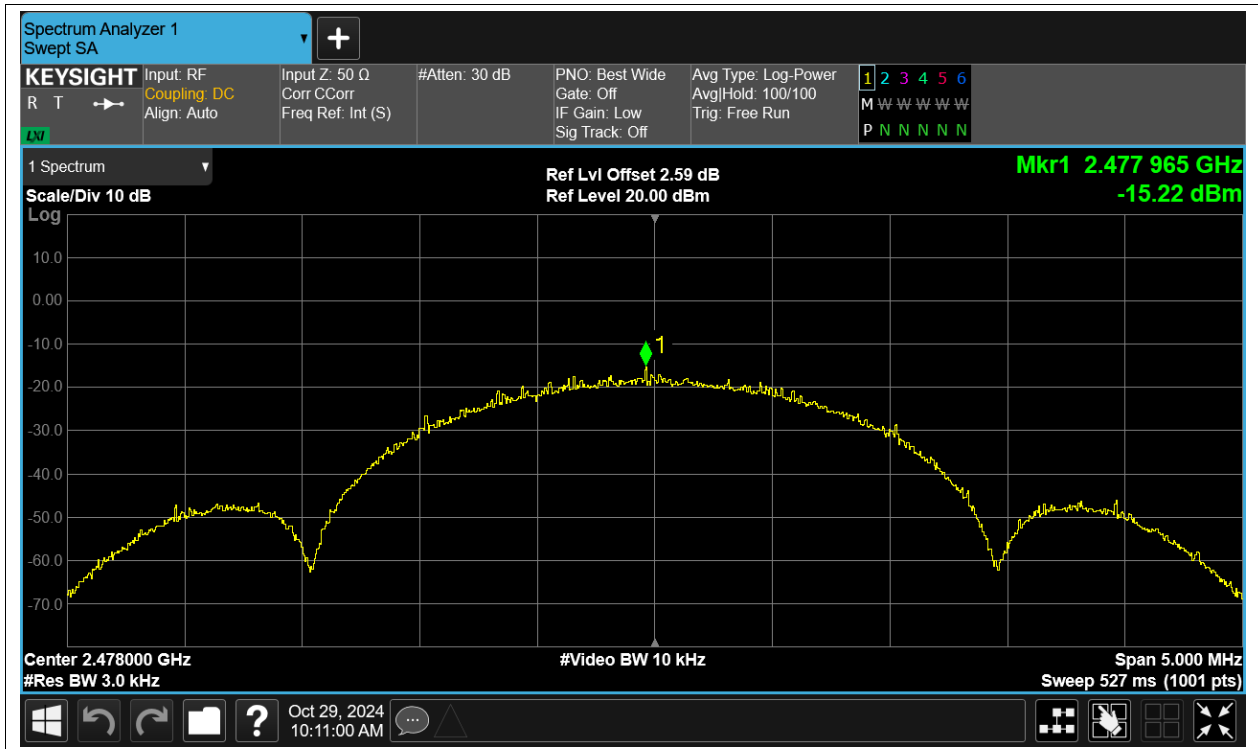 Spectrum Analyzer 1
Swept SA
KEYSIGHT
R T
LXI
Input: RF
Coupling: DC
Align: Auto
Input Z: 50 Ω
Corr CCorr
Freq Ref: Int (S)
#Atten: 30 dB
PNO: Best Wide
Gate: Off
IF Gain: Low
Sig Track: Off
Avg Type: Log-Power
Avg|Hold: 100/100
Trig: Free Run
1 2 3 4 5 6
M W W W W W
P N N N N N
1 Spectrum
Scale/Div 10 dB
Log
Ref Lvl Offset 2.59 dB
Ref Level 20.00 dBm
Mkr1 2.477 965 GHz
-15.22 dBm
10.0
0.00
-10.0
-20.0
-30.0
-40.0
-50.0
-60.0
-70.0
1
Center 2.478000 GHz
#Res BW 3.0 kHz
#Video BW 10 kHz
Span 5.000 MHz
Sweep 527 ms (1001 pts)
?
Oct 29, 2024
10:11:00 AM